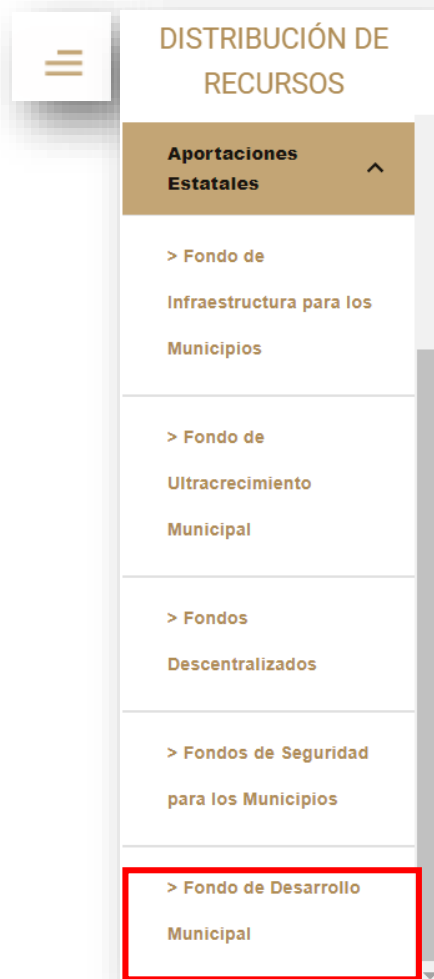 DISTRIBUCIÓN DE
RECURSOS
Aportaciones
Estatales
> Fondo de
Infraestructura para los
Municipios
> Fondo de
Ultracrecimiento
Municipal
> Fondos
Descentralizados
> Fondos de Seguridad
para los Municipios
> Fondo de Desarrollo
Municipal